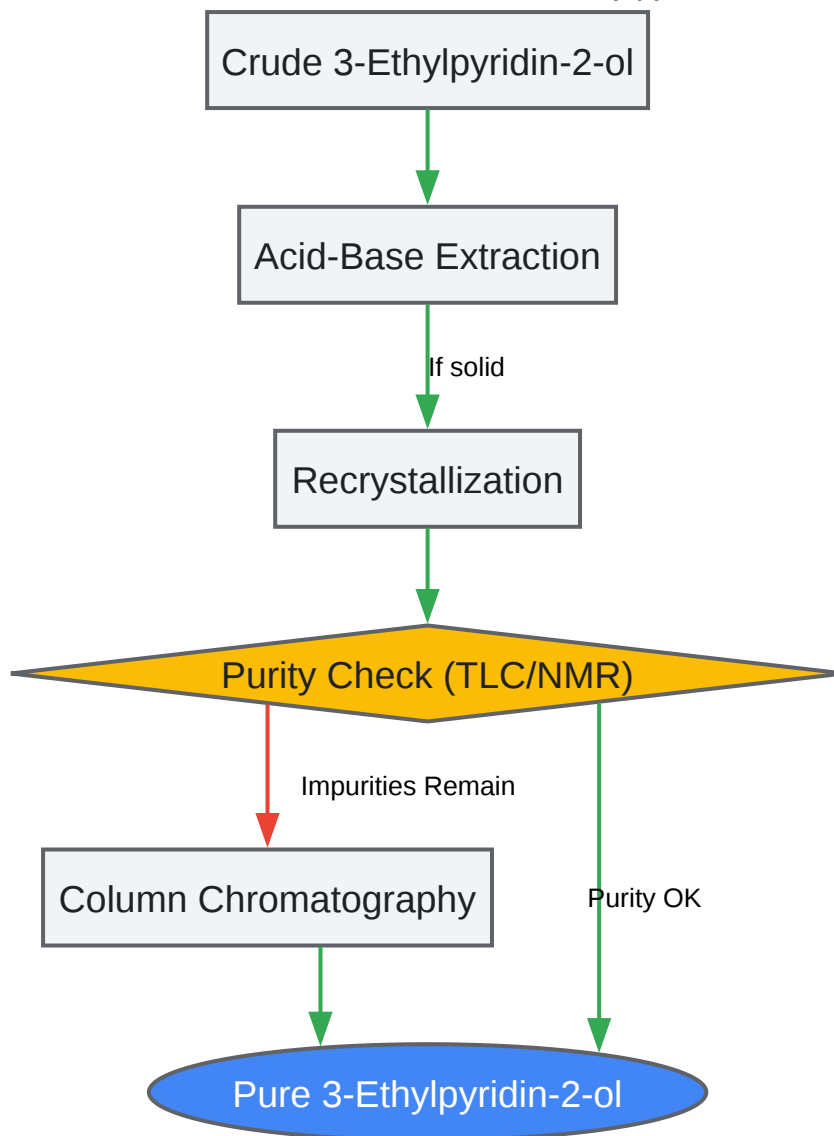 Crude 3-Ethylpyridin-2-ol
Acid-Base Extraction
If solid
Recrystallization
Purity Check (TLC/NMR)
Impurities Remain
Column Chromatography
Purity OK
Pure 3-Ethylpyridin-2-ol